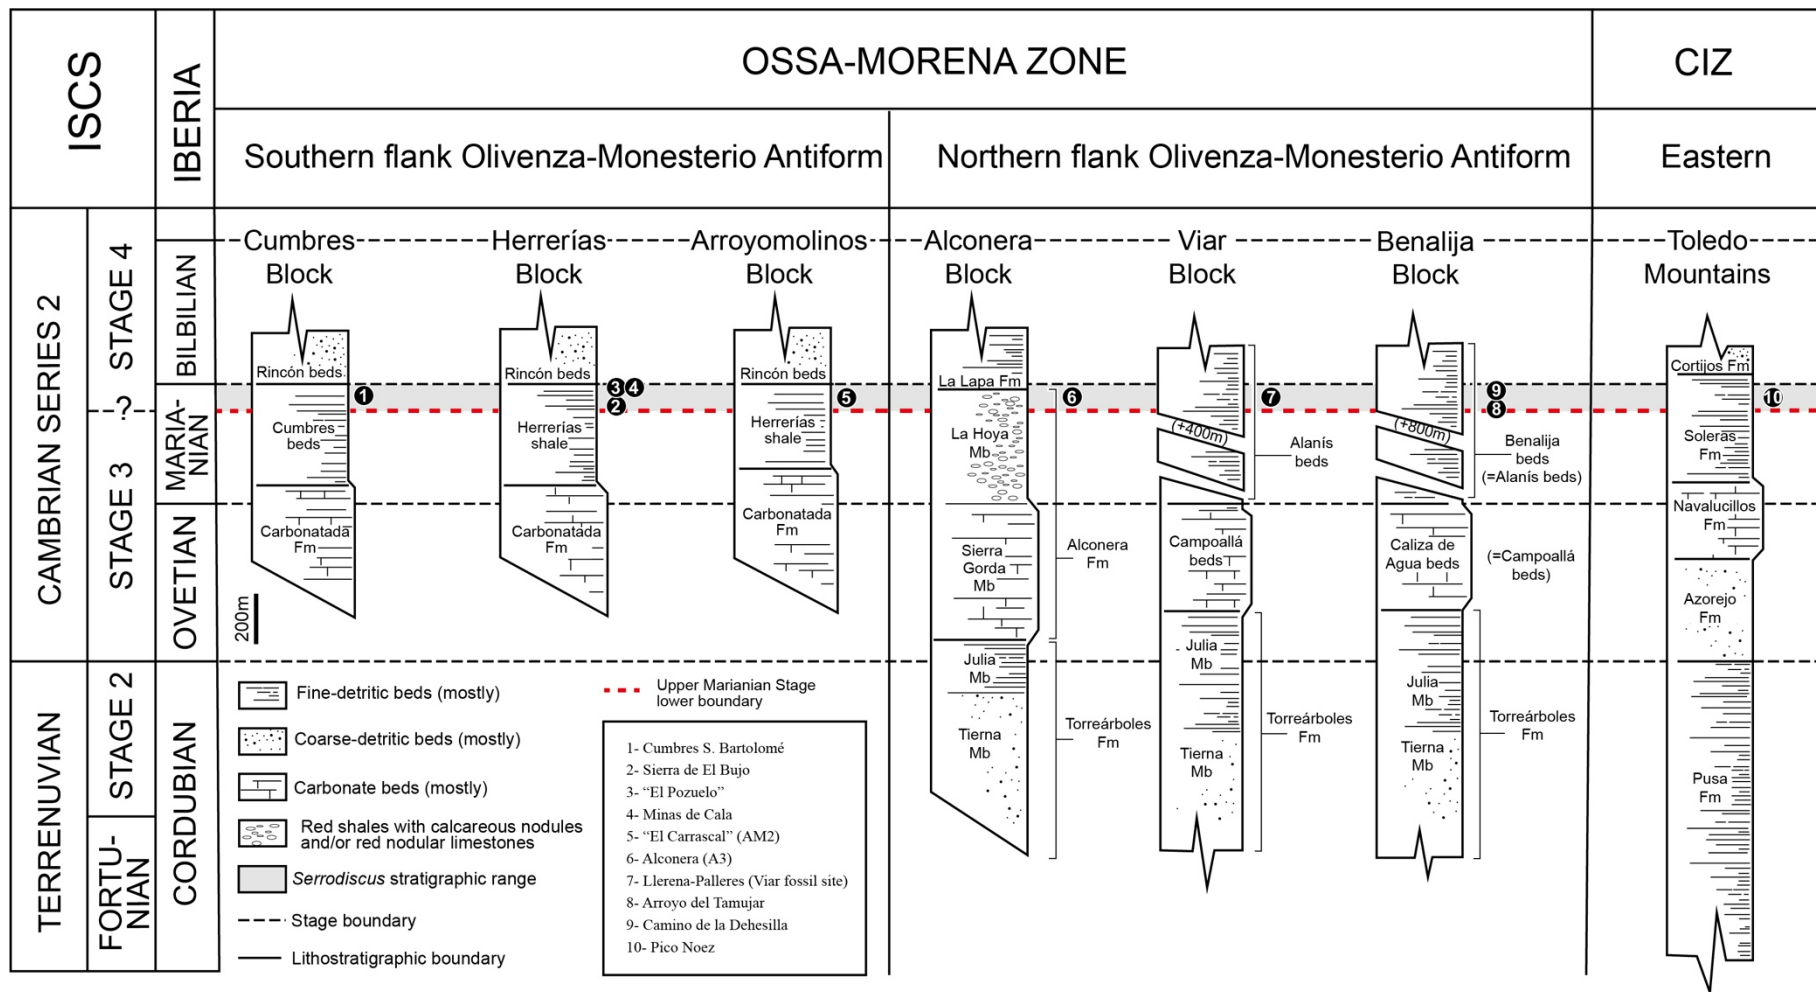 ISCS
IBERIA
OSSA-MORENA ZONE
CIZ
Southern flank Olivenza-Monesterio Antiform
Northern flank Olivenza-Monesterio Antiform
Eastern
CAMBRIAN SERIES 2
TERRENUVIAN
STAGE 4
?
STAGE 3
STAGE 2
FORTU-
NIAN
BILBILIAN
MARIA-
NIAN
OVETIAN
CORDUBIAN
Cumbres
Block
Rincón beds
1
Cumbres
beds
Carbonatada
Fm
200m
Herrerías
Block
Rincón beds
3 4
2
Herrerías
shale
Carbonatada
Fm
Arroyomolinos
Block
Rincón beds
5
Herrerías
shale
Carbonatada
Fm
Alconera
Block
La Lapa Fm
6
La Hoya
Mb
Sierra
Gorda
Mb
Alconera
Fm
Julia
Mb
Tierna
Mb
Torreárboles
Fm
Viar
Block
7
(+400m)
Alanís
beds
Campoallá
beds
Julia
Mb
Tierna
Mb
Torreárboles
Fm
Benalija
Block
9
8
(+800m)
Benalija
beds
(=Alanís beds)
Caliza de
Agua beds
(=Campoallá
beds)
Julia
Mb
Tierna
Mb
Torreárboles
Fm
Toledo
Mountains
Cortijos Fm
10
Soleras
Fm
Navalucillos
Fm
Azorejo
Fm
Pusa
Fm
Fine-detritic beds (mostly)
Coarse-detritic beds (mostly)
Carbonate beds (mostly)
Red shales with calcareous nodules
and/or red nodular limestones
Serrodiscus stratigraphic range
Stage boundary
Lithostratigraphic boundary
Upper Marianian Stage
lower boundary
1- Cumbres S. Bartolomé
2- Sierra de El Bujo
3- “El Pozuelo”
4- Minas de Cala
5- “El Carrascal” (AM2)
6- Alconera (A3)
7- Llerena-Palleres (Viar fossil site)
8- Arroyo del Tamujar
9- Camino de la Dehesilla
10- Pico Noez